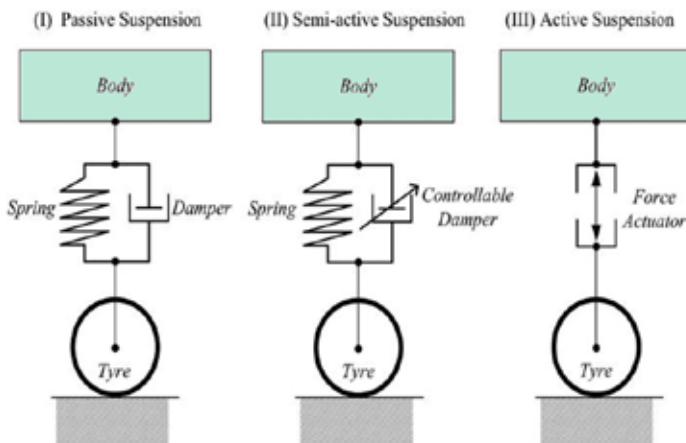 (I) Passive Suspension
(II) Semi-active Suspension
(III) Active Suspension
Body
Body
Body
Spring
Damper
Spring
Controllable
Damper
Force
Actuator
Tyre
Tyre
Tyre